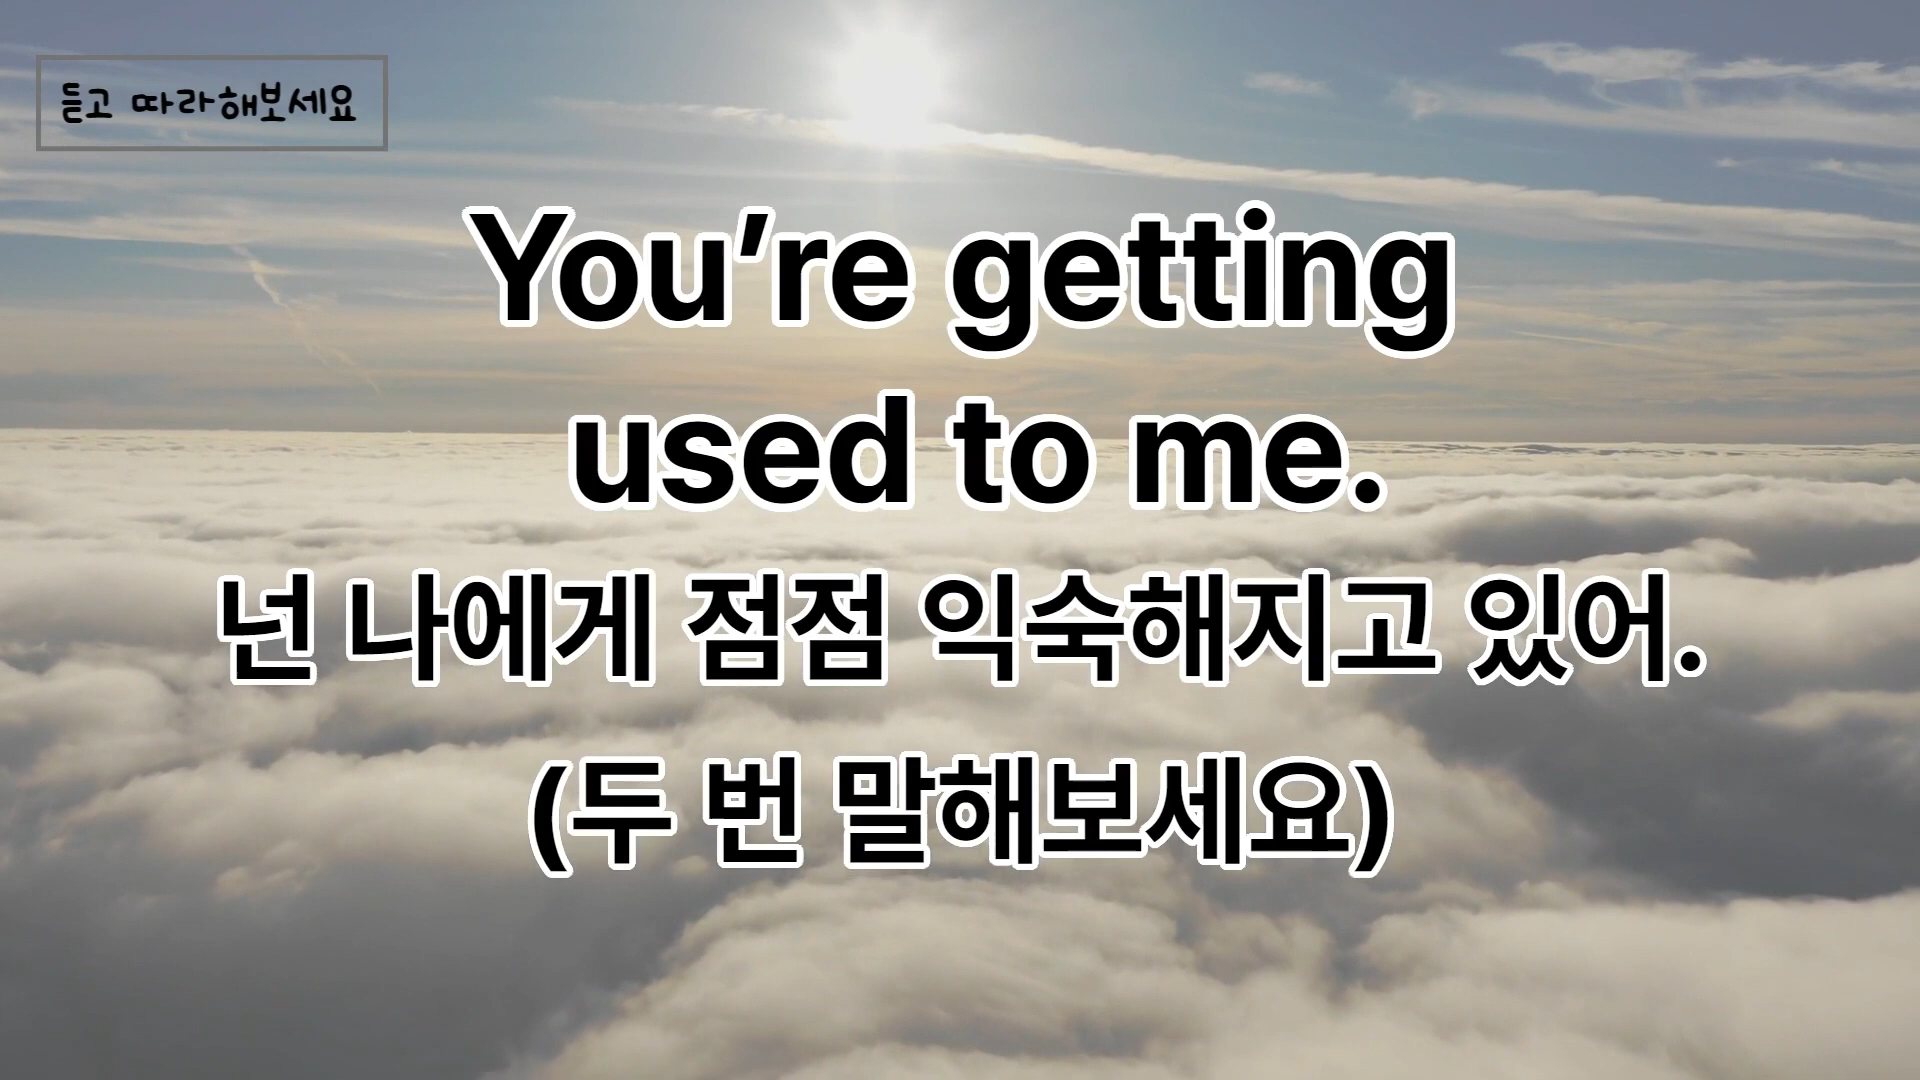 듣고 따라해보세요
You’re getting
used to me.
넌 나에게 점점 익숙해지고 있어.
(두 번 말해보세요)